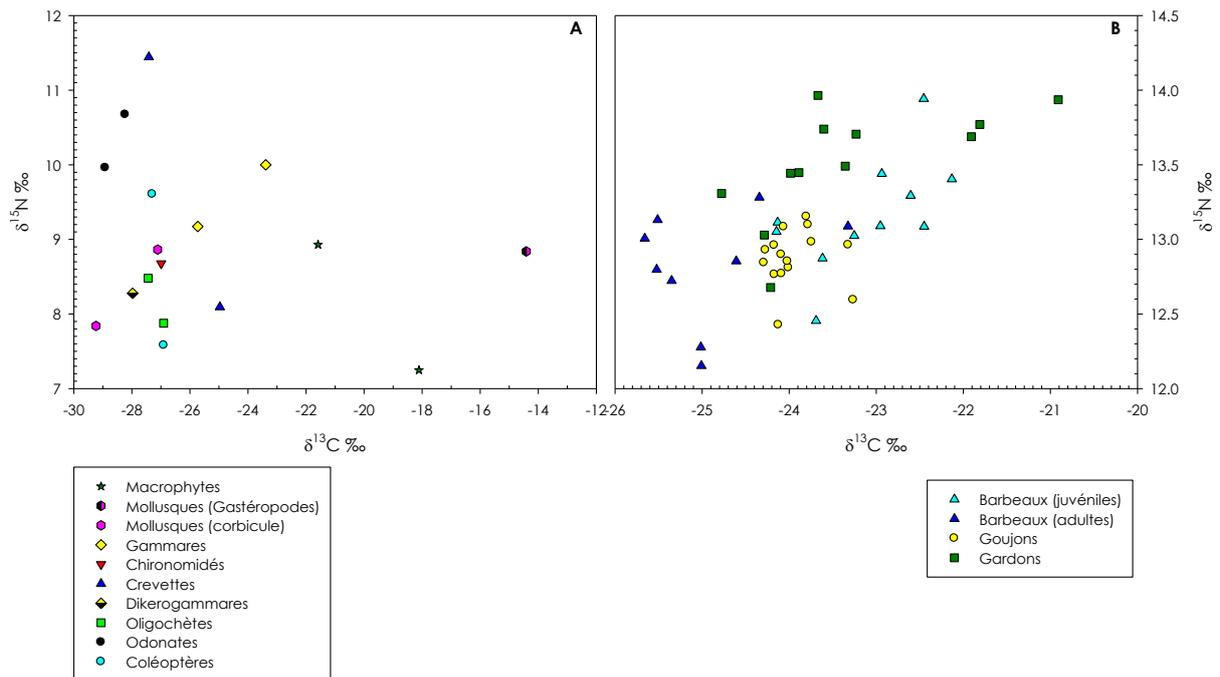 A
12
11
10
9
8
7
δ15N ‰
-30 -28 -26 -24 -22 -20 -18 -16 -14 -12
δ13C ‰
B
14.5
14.0
13.5
13.0
12.5
12.0
δ15N ‰
-26 -25 -24 -23 -22 -21 -20
δ13C ‰
Macrophytes
Mollusques (Gastéropodes)
Mollusques (corbicule)
Gammares
Chironomidés
Crevettes
Dikerogammares
Oligochètes
Odonates
Coléoptères
Barbeaux (juvéniles)
Barbeaux (adultes)
Goujons
Gardons